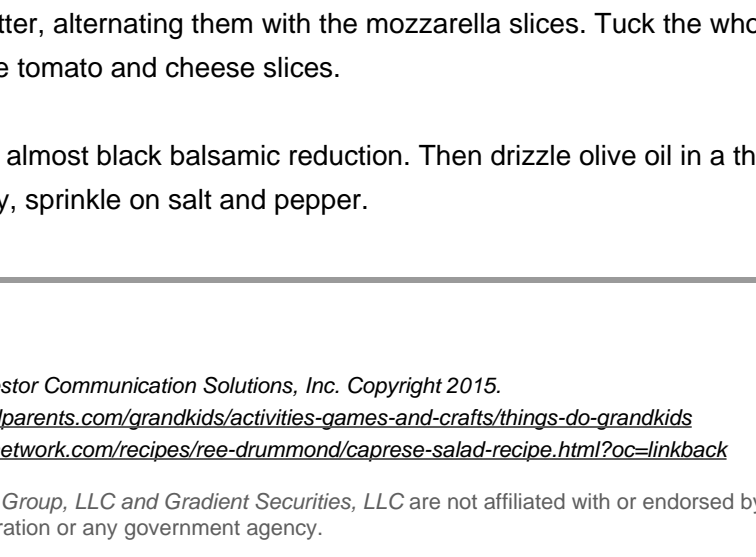 tter, alternating them with the mozzarella slices. Tuck the who
e tomato and cheese slices.
almost black balsamic reduction. Then drizzle olive oil in a th
y, sprinkle on salt and pepper.
estor Communication Solutions, Inc. Copyright 2015.
dparents.com/grandkids/activities-games-and-crafts/things-do-grandkids
network.com/recipes/ree-drummond/caprese-salad-recipe.html?oc=linkback
Group, LLC and Gradient Securities, LLC are not affiliated with or endorsed by
ration or any government agency.